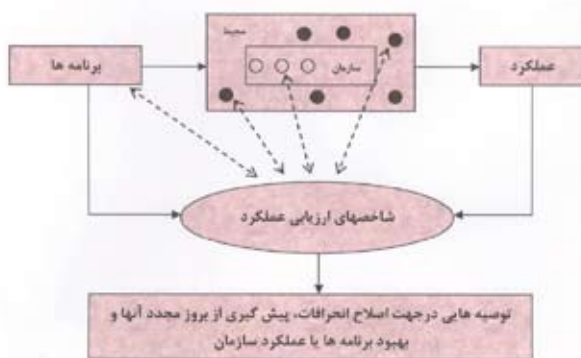 محیط
سازمان
برنامه ها
عملکرد
شاخصهای ارزیابی عملکرد
توصیه هایی درجهت اصلاح انحرافات، پیش گیری از بروز مجدد آنها و
بهبود برنامه ها یا عملکرد سازمان